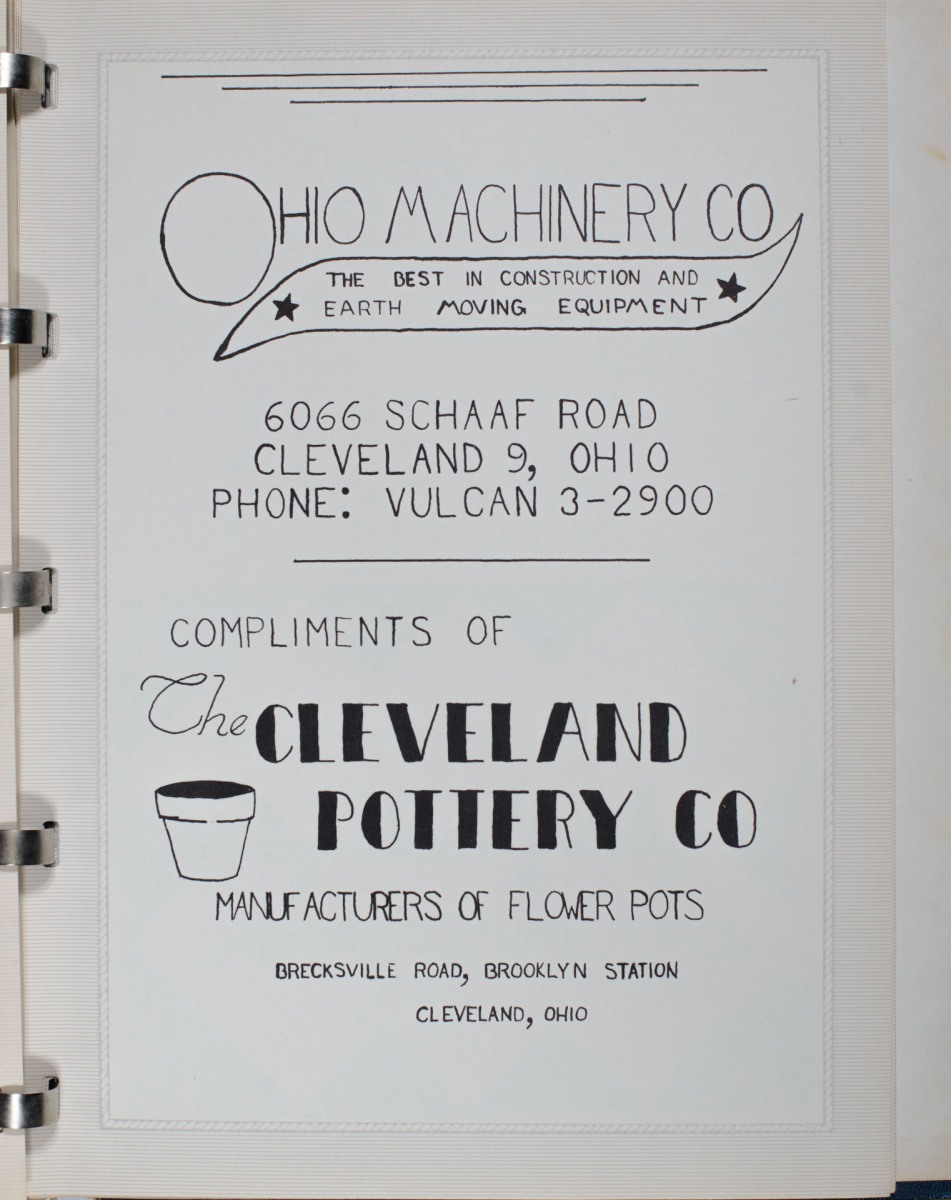 OHIO MACHINERY CO
THE BEST IN CONSTRUCTION AND
EARTH MOVING EQUIPMENT
6066 SCHAAF ROAD
CLEVELAND 9, OHIO
PHONE: VULCAN 3-2900
COMPLIMENTS OF
The CLEVELAND
POTTERY CO
MANUFACTURERS OF FLOWER POTS
BRECKSVILLE ROAD, BROOKLYN STATION
CLEVELAND, OHIO